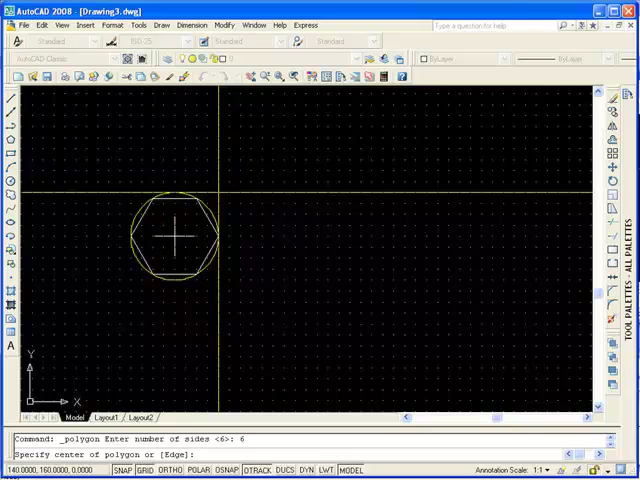 AutoCAD 2008 - [Drawing3.dwg]
File Edit View Insert Format Tools Draw Dimension Modify Window Help Express
Type a question for help
Standard ISO-25 Standard Standard
AutoCAD Classic 0 ByLayer ByLayer
TOOL PALETTES - ALL PALETTES
A
Y
X
Model Layout1 Layout2
Command: _polygon Enter number of sides <6>: 6
Specify center of polygon or [Edge]:
140.0000, 160.0000, 0.0000 SNAP GRID ORTHO POLAR OSNAP OTRACK DUCS DYN LWT MODEL Annotation Scale: 1:1